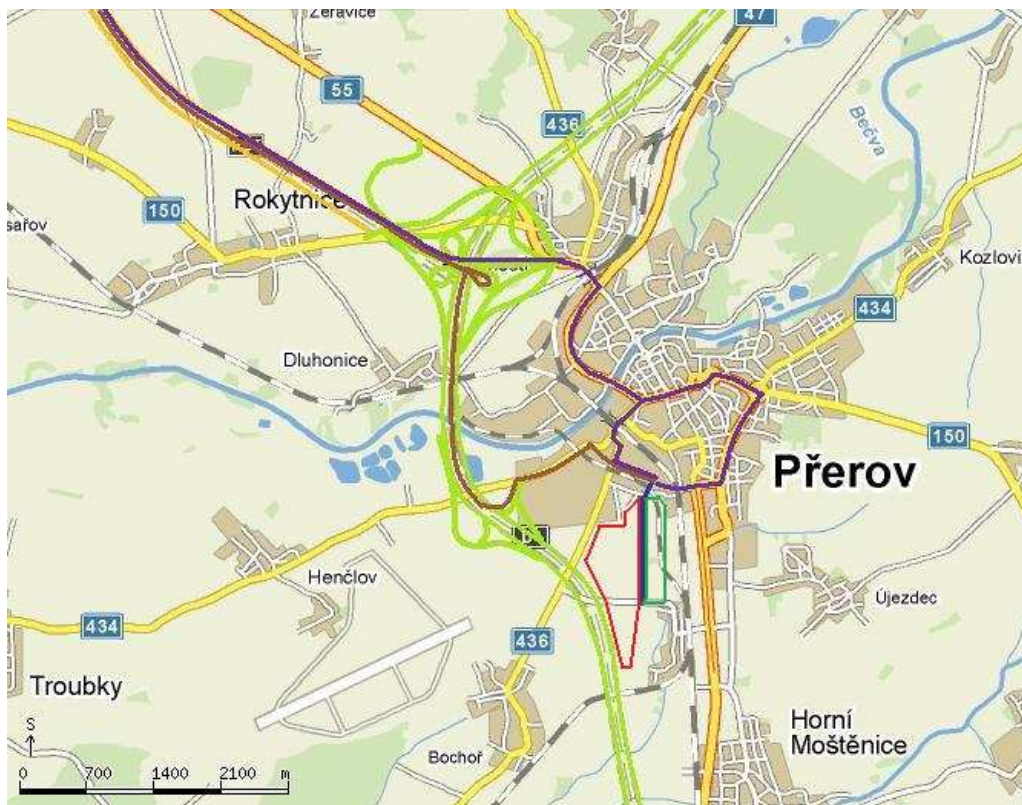 Žeravice
47
55
436
Bečva
Rokytnice
150
Kozlovi
434
Dluhonice
150
Přerov
Henčlov
Újezdec
434
436
Troubky
S
Horní
Moštěnice
Bochoř
0 700 1400 2100 m